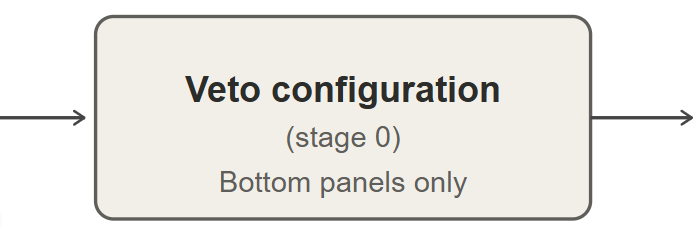 Veto configuration
(stage 0)
Bottom panels only